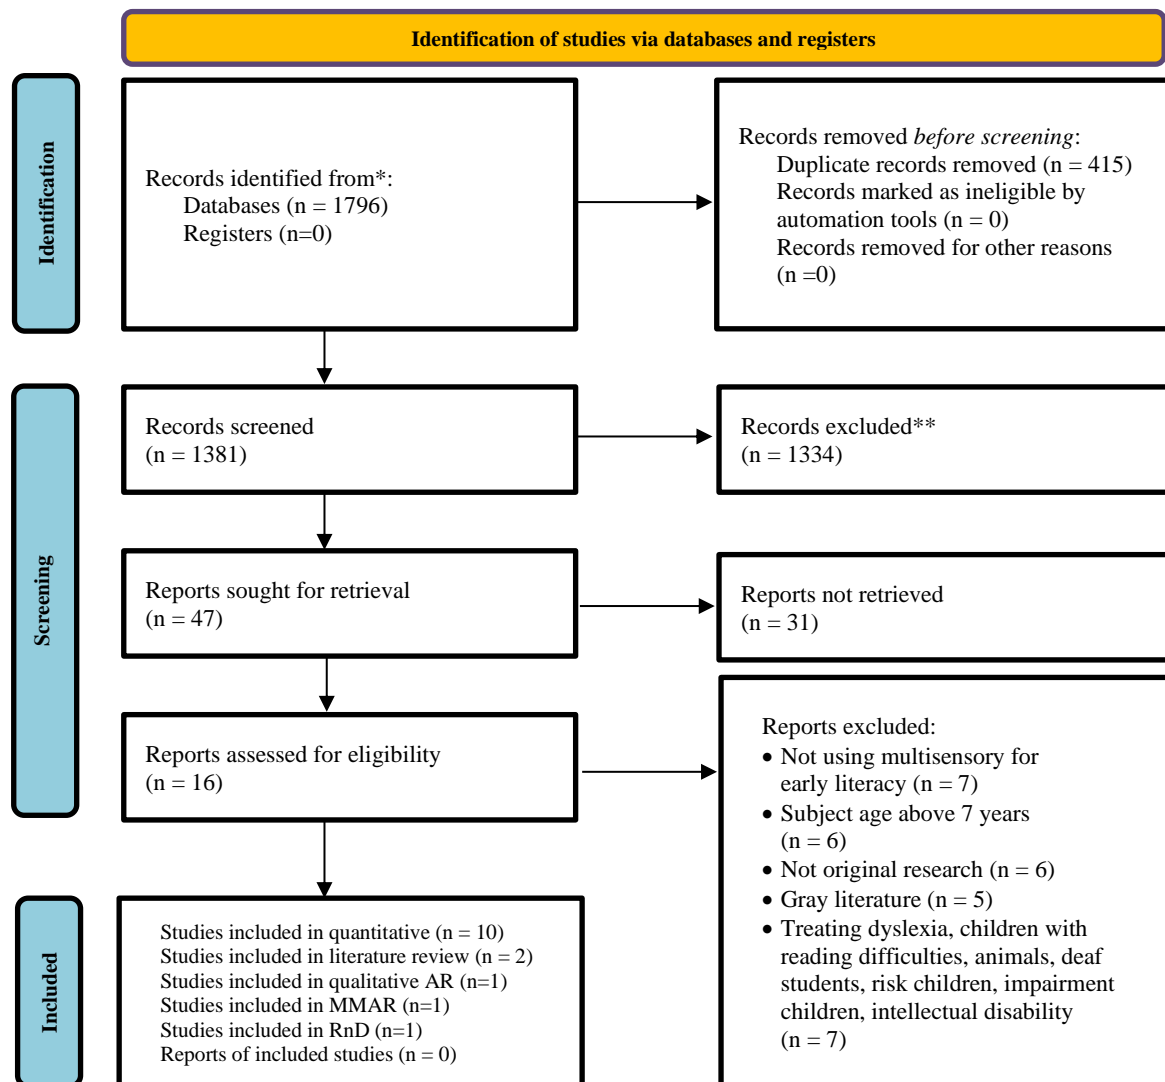 Identification of studies via databases and registers
Identification
Records identified from*:
Databases (n = 1796)
Registers (n=0)
Records removed before screening:
Duplicate records removed (n = 415)
Records marked as ineligible by
automation tools (n = 0)
Records removed for other reasons
(n =0)
Screening
Records screened
(n = 1381)
Records excluded**
(n = 1334)
Reports sought for retrieval
(n = 47)
Reports not retrieved
(n = 31)
Reports assessed for eligibility
(n = 16)
Reports excluded:
• Not using multisensory for
early literacy (n = 7)
• Subject age above 7 years
(n = 6)
• Not original research (n = 6)
• Gray literature (n = 5)
• Treating dyslexia, children with
reading difficulties, animals, deaf
students, risk children, impairment
children, intellectual disability
(n = 7)
Included
Studies included in quantitative (n = 10)
Studies included in literature review (n = 2)
Studies included in qualitative AR (n=1)
Studies included in MMAR (n=1)
Studies included in RnD (n=1)
Reports of included studies (n = 0)